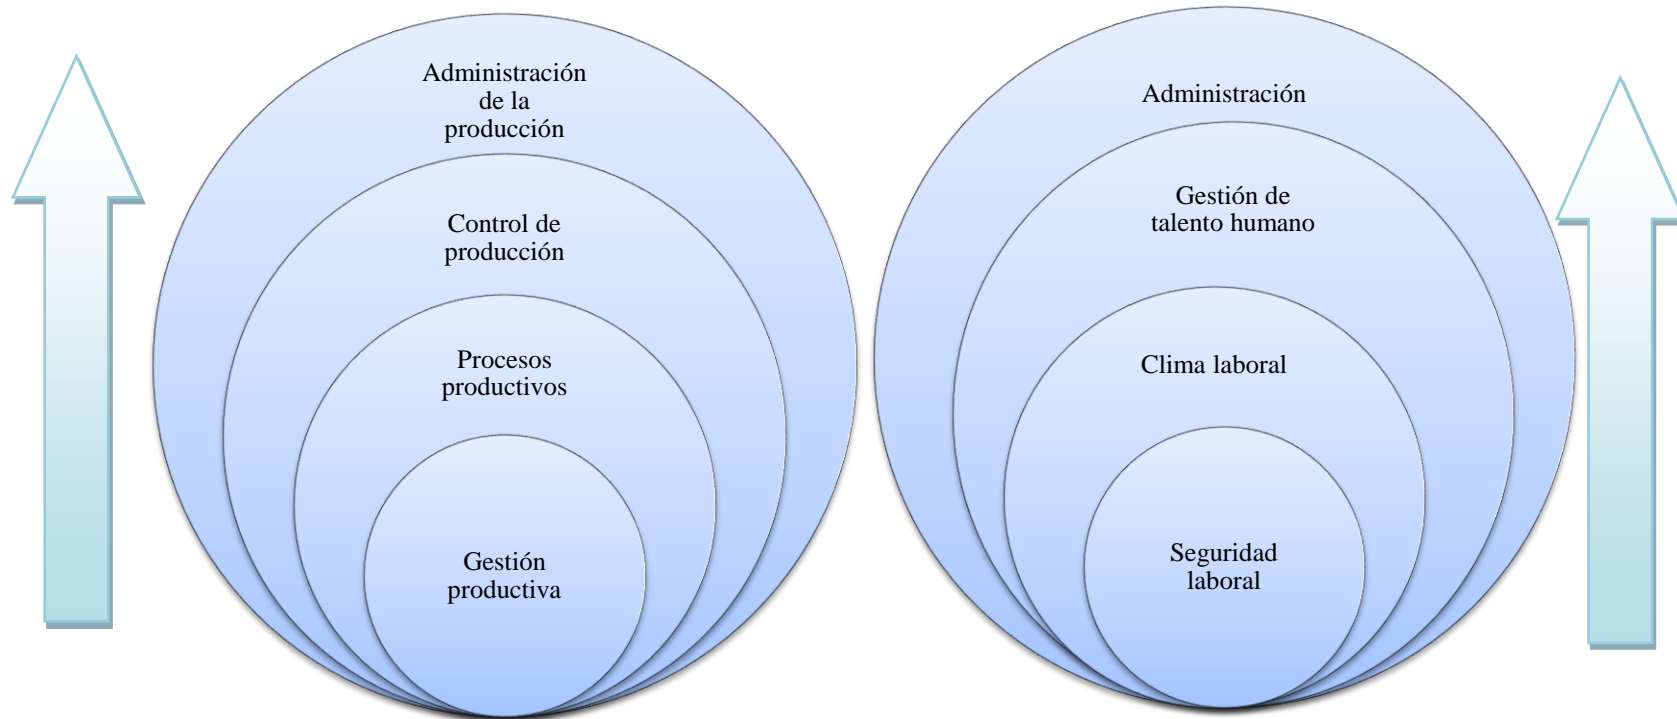 Administración
de la
producción
Control de
producción
Procesos
productivos
Gestión
productiva
Administración
Gestión de
talento humano
Clima laboral
Seguridad
laboral